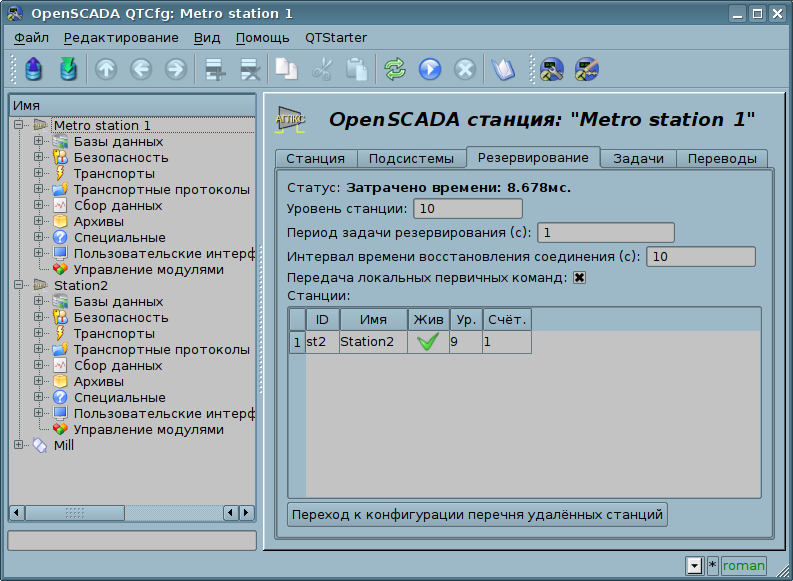 OpenSCADA QTCfg: Metro station 1
Файл Редактирование Вид Помощь QTStarter
Имя
Metro station 1
Базы данных
Безопасность
Транспорты
Транспортные протоколы
Сбор данных
Архивы
Специальные
Пользовательские интерф
Управление модулями
Station2
Базы данных
Безопасность
Транспорты
Транспортные протоколы
Сбор данных
Архивы
Специальные
Пользовательские интерф
Управление модулями
Mill
АГЛКС
OpenSCADA станция: "Metro station 1"
Станция Подсистемы Резервирование Задачи Переводы
Статус: Затрачено времени: 8.678мс.
Уровень станции: 10
Период задачи резервирования (с): 1
Интервал времени восстановления соединения (с): 10
Передача локальных первичных команд:
Станции:
ID Имя Жив Ур. Счёт.
1 st2 Station2 9 1
Переход к конфигурации перечня удалённых станций
* roman